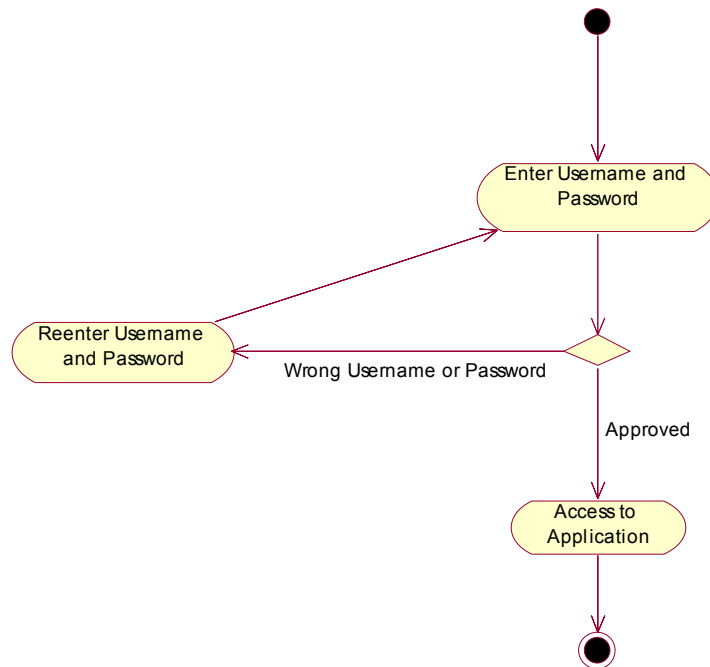 Enter Username and
Password
Reenter Username
and Password
Wrong Username or Password
Approved
Access to
Application